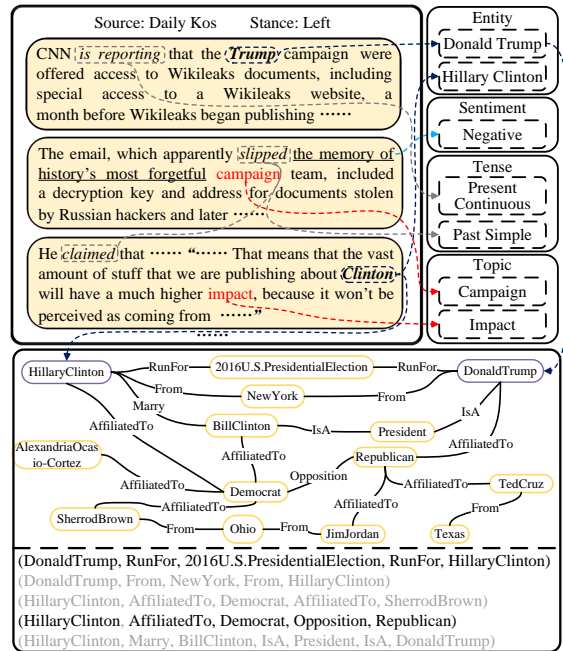 Source: Daily Kos Stance: Left
CNN is reporting that the Trump campaign were
offered access to Wikileaks documents, including
special access to a Wikileaks website, a
month before Wikileaks began publishing ······
The email, which apparently slipped the memory of
history's most forgetful campaign team, included
a decryption key and address for documents stolen
by Russian hackers and later ······
He claimed that ······ “······ That means that the vast
amount of stuff that we are publishing about Clinton
will have a much higher impact, because it won't be
perceived as coming from ······”
······
Entity
Donald Trump
Hillary Clinton
Sentiment
Negative
Tense
Present
Continuous
Past Simple
Topic
Campaign
Impact
HillaryClinton
RunFor
2016U.S.PresidentialElection
RunFor
DonaldTrump
From
NewYork
From
Marry
BillClinton
IsA
President
IsA
AffiliatedTo
AffiliatedTo
AlexandriaOcas
io-Cortez
AffiliatedTo
Opposition
Republican
AffiliatedTo
Democrat
AffiliatedTo
TedCruz
AffiliatedTo
AffiliatedTo
SherrodBrown
From
Ohio
From
JimJordan
From
Texas
(DonaldTrump, RunFor, 2016U.S.PresidentialElection, RunFor, HillaryClinton)
(DonaldTrump, From, NewYork, From, HillaryClinton)
(HillaryClinton, AffiliatedTo, Democrat, AffiliatedTo, SherrodBrown)
(HillaryClinton, AffiliatedTo, Democrat, Opposition, Republican)
(HillaryClinton, Marry, BillClinton, IsA, President, IsA, DonaldTrump)